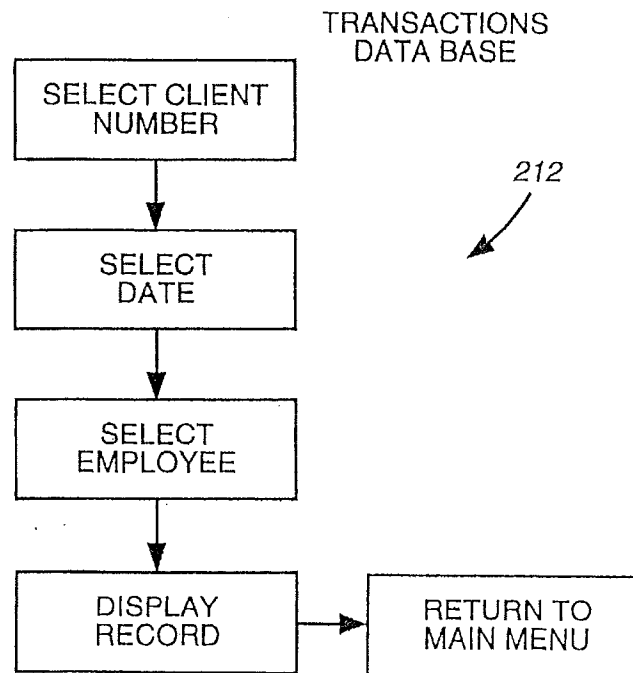 TRANSACTIONS
DATA BASE
SELECT CLIENT
NUMBER
212
SELECT
DATE
SELECT
EMPLOYEE
DISPLAY
RECORD
RETURN TO
MAIN MENU